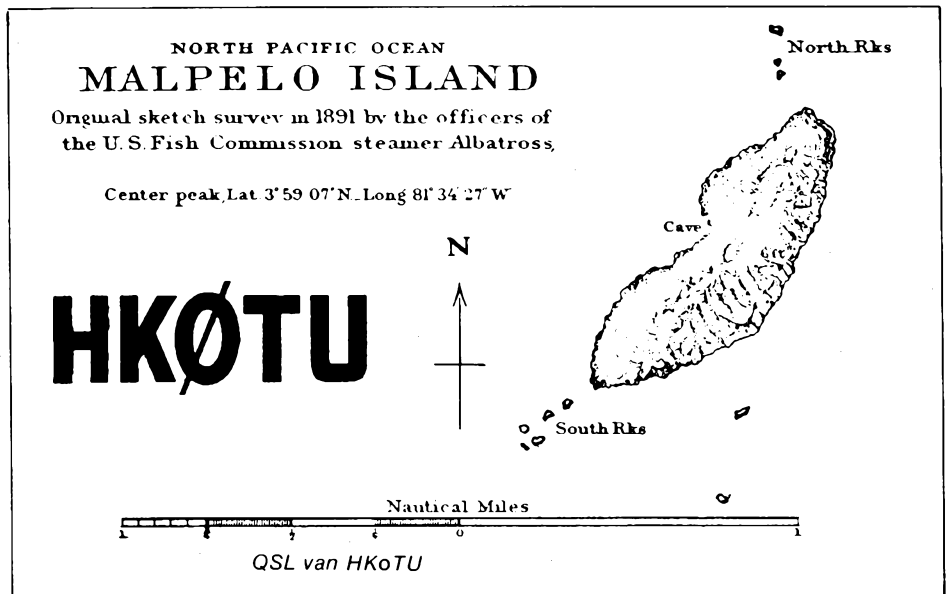 NORTH PACIFIC OCEAN
MALPELO ISLAND
Original sketch survey in 1891 by the officers of
the U. S. Fish Commission steamer Albatross,
Center peak, Lat. 3° 59' 07" N. Long 81° 34' 27" W
North Rks
Cave
N
HKØTU
South Rks
Nautical Miles
1 0 1
QSL van HKoTU